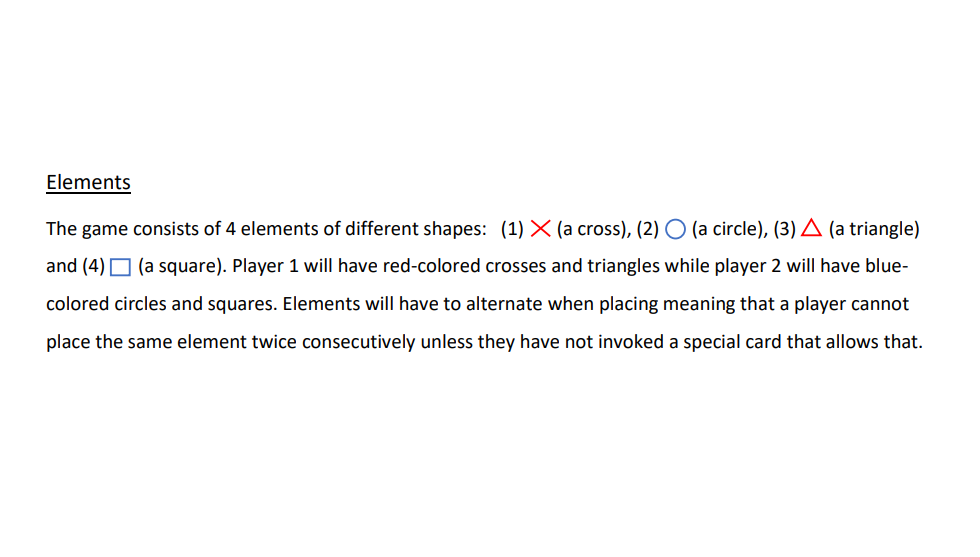 Elements
The game consists of 4 elements of different shapes: (1) (a cross), (2) (a circle), (3) (a triangle)
and (4) (a square). Player 1 will have red-colored crosses and triangles while player 2 will have blue-
colored circles and squares. Elements will have to alternate when placing meaning that a player cannot
place the same element twice consecutively unless they have not invoked a special card that allows that.